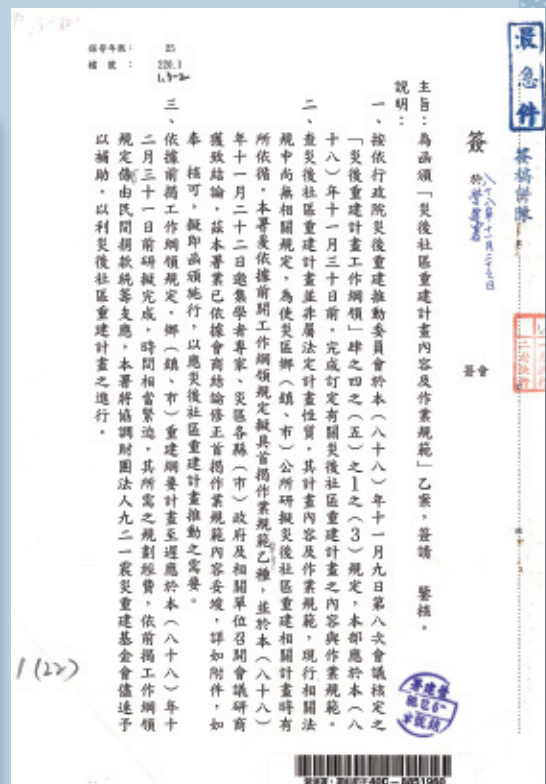 最急件
簽稿併陳
保存年限： 25
檔 號： 220.1
簽 於
八十八年十一月二十九日
會簽
主旨：為函頒「災後社區重建計畫內容及作業規範」乙案，簽請 鑒核。
說明：
一、按依行政院災後重建推動委員會於本（八十八）年十一月九日第八次會議核定之
「災後重建計畫工作綱領」肆之四之（五）之1之（3）規定，本部應於本（八
十八）年十一月三十日前，完成訂定有關災後社區重建計畫之內容與作業規範。
二、查災後社區重建計畫並非屬法定計畫性質，其計畫內容及作業規範，現行相關法
規中尚無相關規定，為使災區鄉（鎮、市）公所研擬災後社區重建相關計畫時有
所依循，本署爰依據前開工作綱領規定擬具首揭作業規範乙種，並於本（八十八）
年十一月二十二日邀集學者專家、災區各縣（市）政府及相關單位召開會議研商
獲致結論，茲本署業已依據會商結論修正首揭作業規範內容妥竣，詳如附件，如
奉 核可，擬即函頒施行，以應災後社區重建計畫推動之需要。
三、依據前揭工作綱領規定，鄉（鎮、市）重建綱要計畫至遲應於本（八十八）年十
二月三十一日前研擬完成，時間相當緊迫，其所需之規劃經費，依前揭工作綱領
規定係由民間捐款統籌支應，本署將協調財團法人九二一震災重建基金會儘速予
以補助，以利災後社區重建計畫之進行。
1(22)